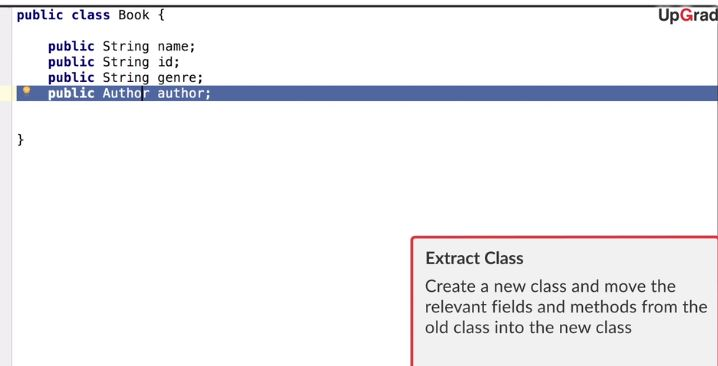 public class Book {
UpGrad
public String name;
public String id;
public String genre;
public Author author;
}
Extract Class
Create a new class and move the
relevant fields and methods from the
old class into the new class